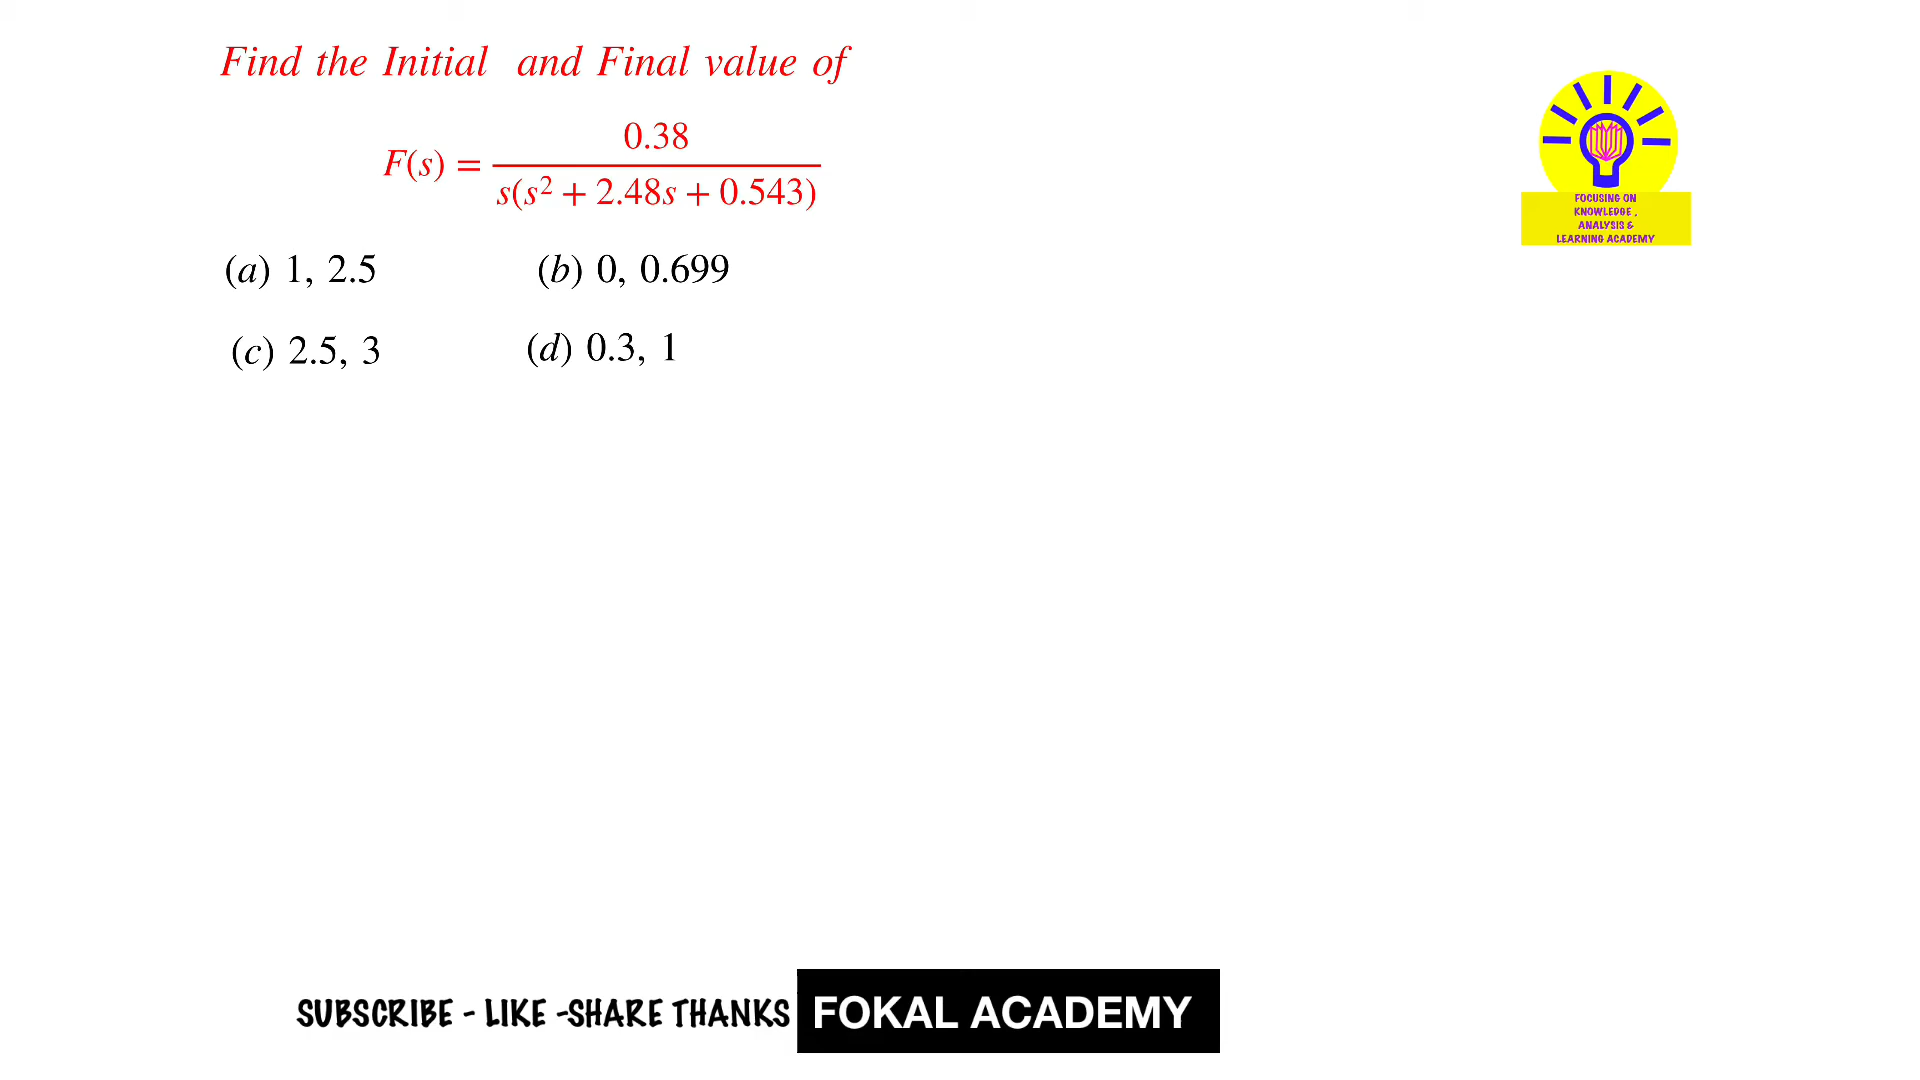 Find the Initial and Final value of
F(s) = 0.38 / s(s² + 2.48s + 0.543)
(a) 1, 2.5 (b) 0, 0.699
(c) 2.5, 3 (d) 0.3, 1
FOCUSING ON
KNOWLEDGE ,
ANALYSIS &
LEARNING ACADEMY
SUBSCRIBE - LIKE -SHARE THANKS FOKAL ACADEMY